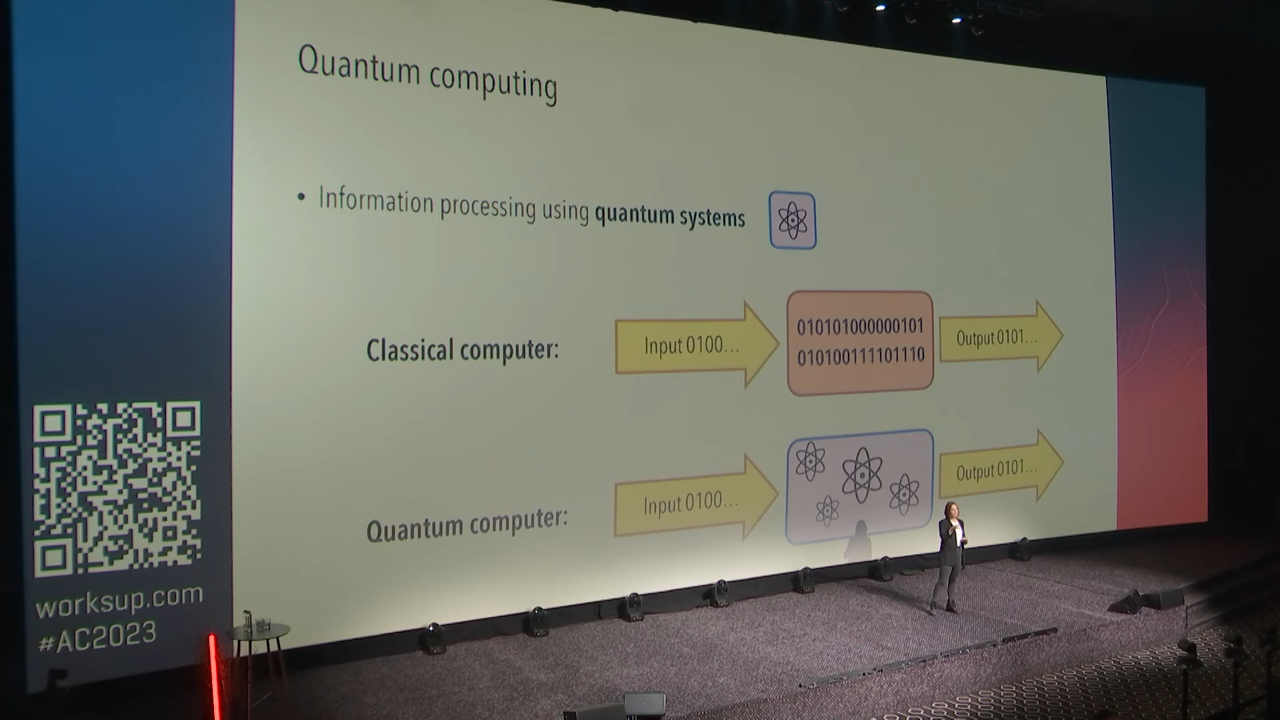 Quantum computing
• Information processing using quantum systems
Classical computer:
Input 0100...
010101000000101
010100111101110
Output 0101...
Quantum computer:
Input 0100...
Output 0101...
worksup.com
#AC2023